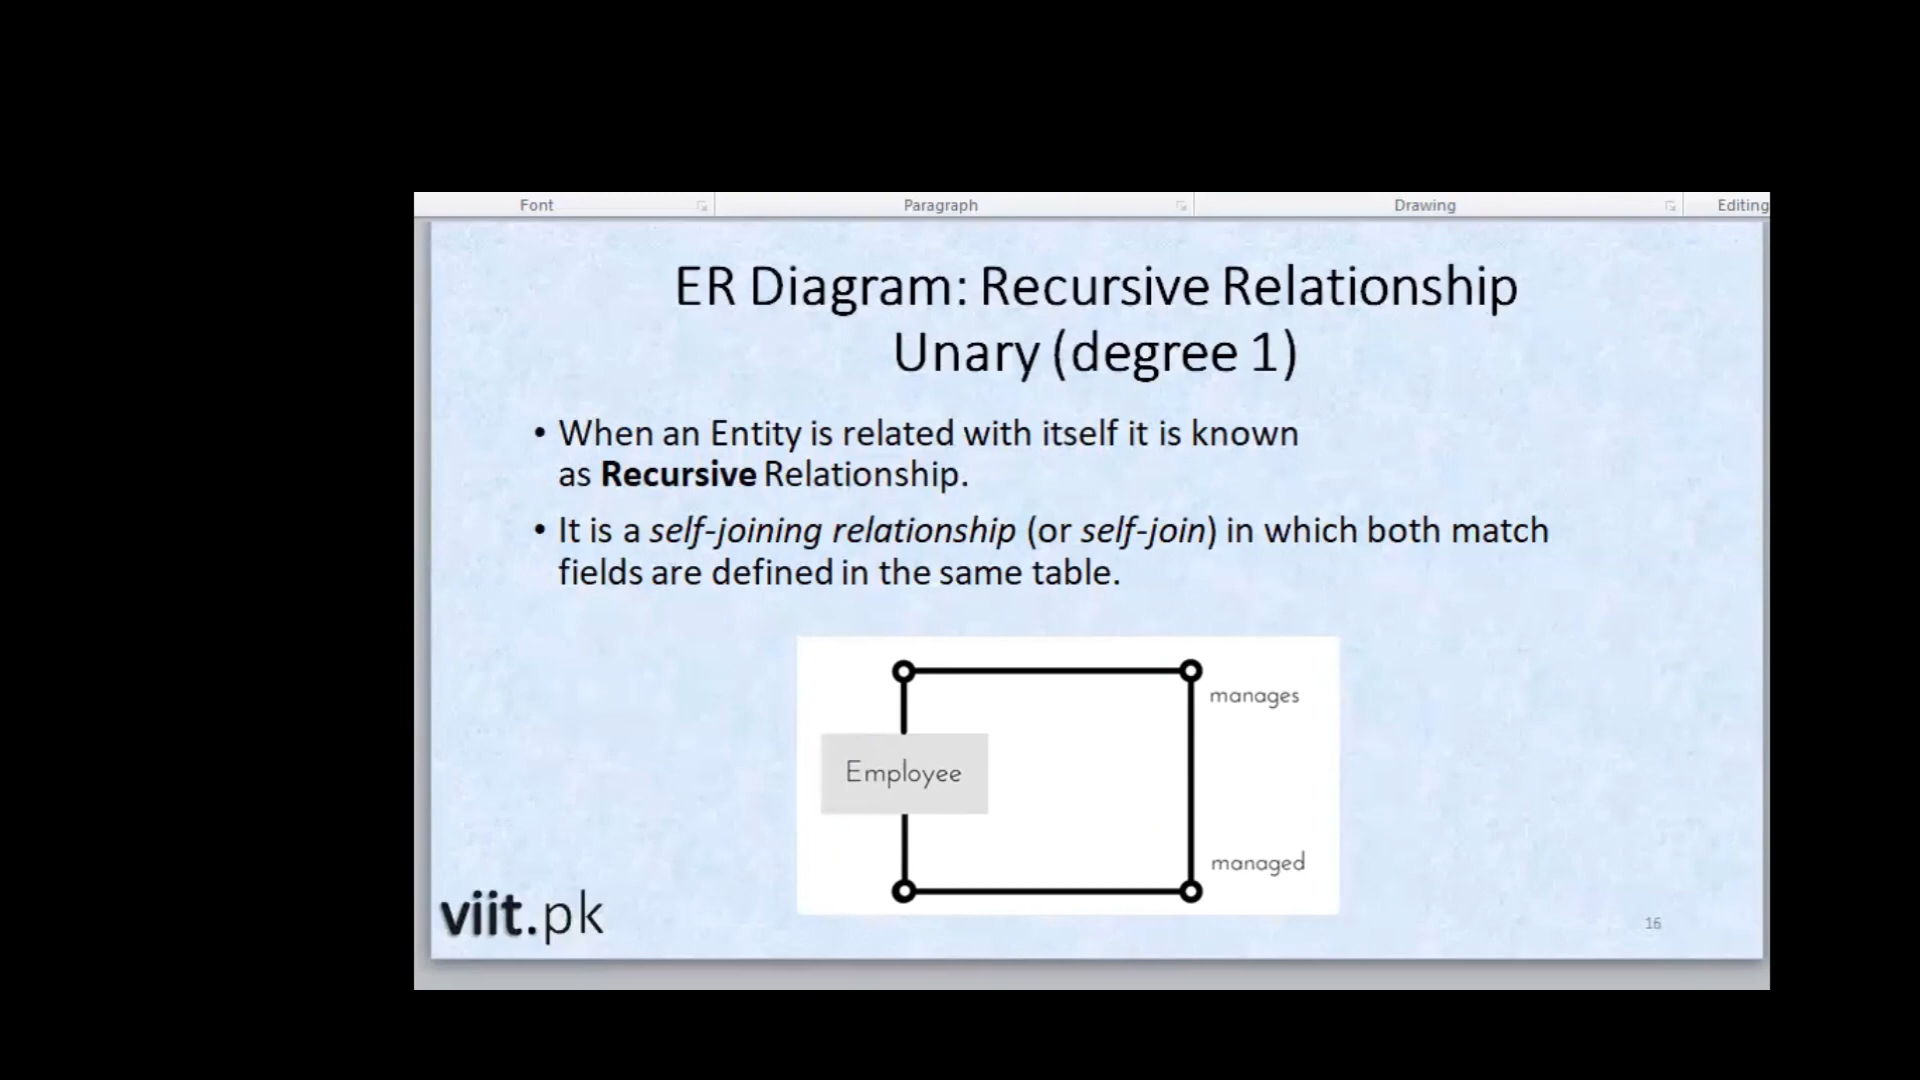 Font Paragraph Drawing Editing
ER Diagram: Recursive Relationship
Unary (degree 1)
• When an Entity is related with itself it is known
as Recursive Relationship.
• It is a self-joining relationship (or self-join) in which both match
fields are defined in the same table.
manages
Employee
managed
viit.pk
16